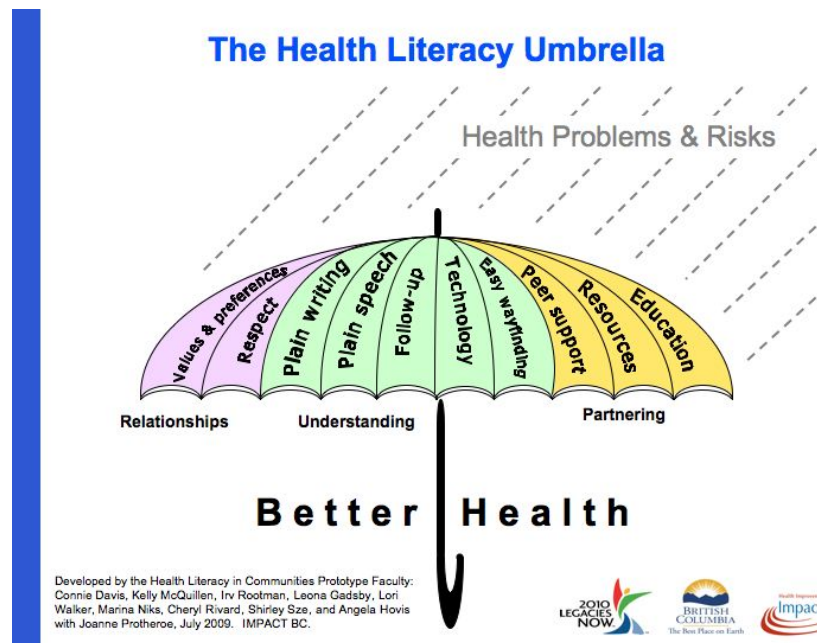 The Health Literacy Umbrella
Health Problems & Risks
Values & preferences
Respect
Plain writing
Plain speech
Follow-up
Technology
Easy wayfinding
Peer support
Resources
Education
Relationships
Understanding
Partnering
Better Health
Developed by the Health Literacy in Communities Prototype Faculty:
Connie Davis, Kelly McQuillen, Irv Rootman, Leona Gadsby, Lori
Walker, Marina Niks, Cheryl Rivard, Shirley Sze, and Angela Hovis
with Joanne Protheroe, July 2009. IMPACT BC.
2010
LEGACIES
NOW
BRITISH
COLUMBIA
The Best Place on Earth
Impac